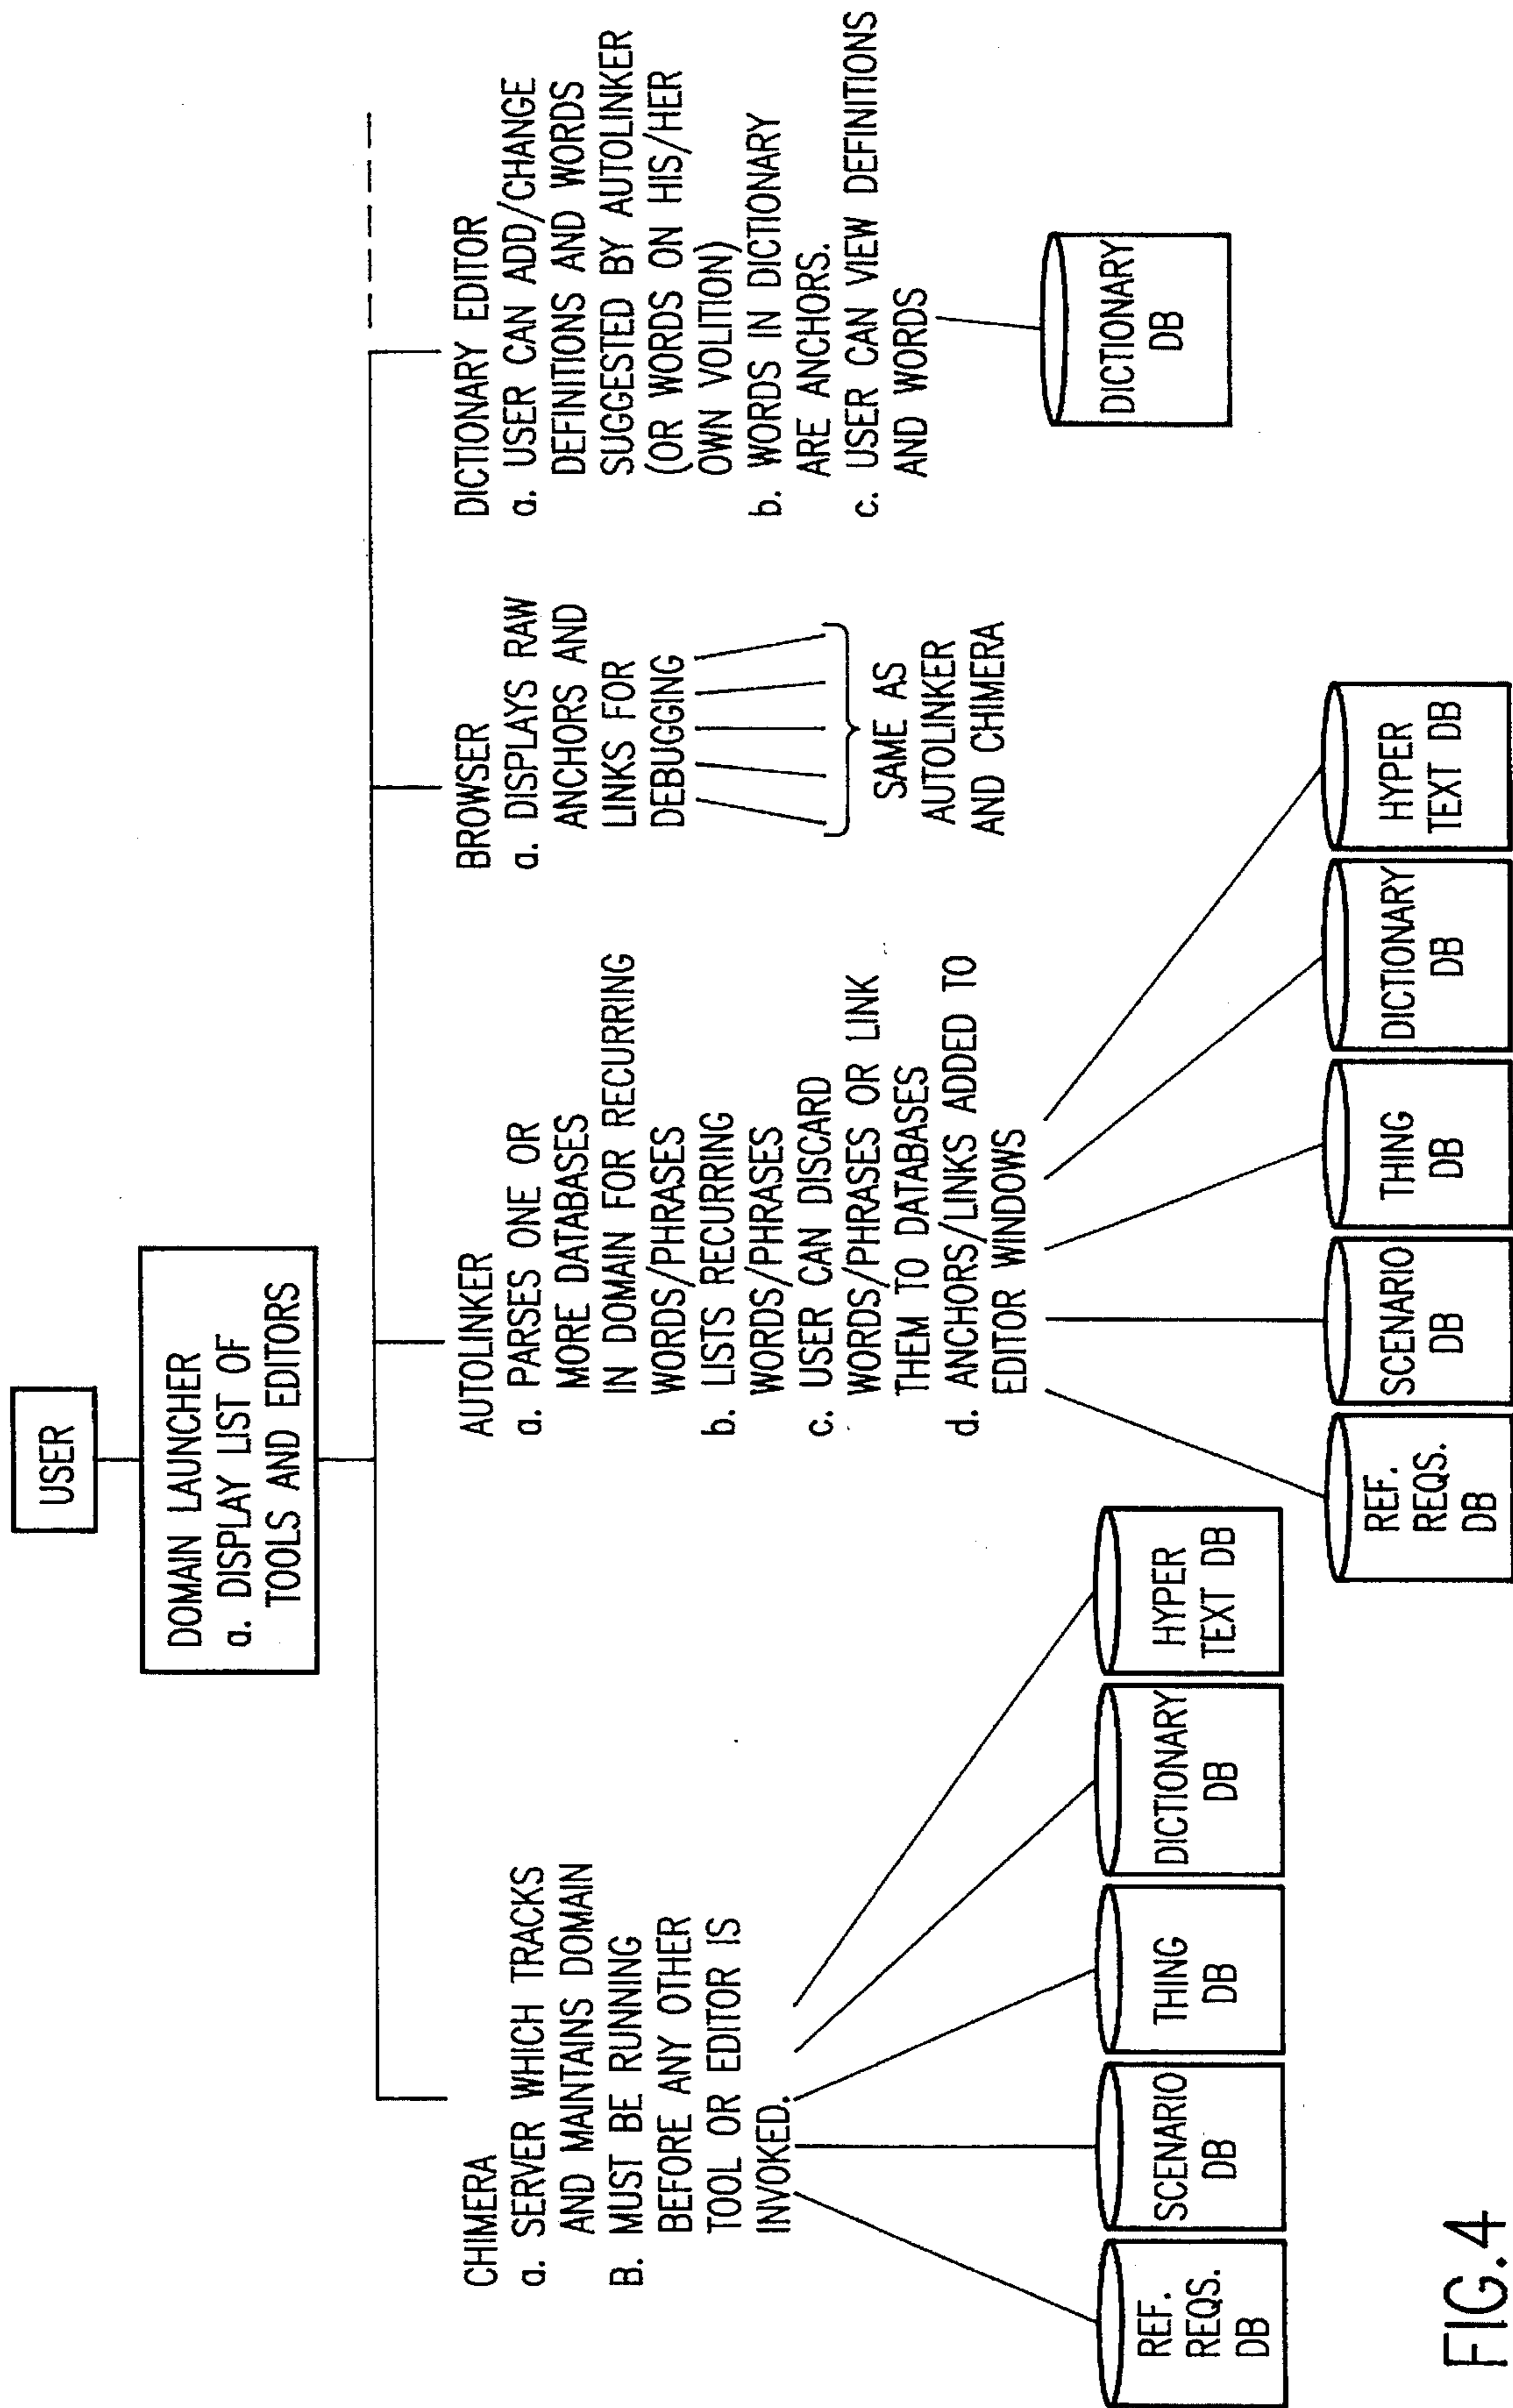 USER
DOMAIN LAUNCHER
a. DISPLAY LIST OF
TOOLS AND EDITORS
CHIMERA
a. SERVER WHICH TRACKS
AND MAINTAINS DOMAIN
B. MUST BE RUNNING
BEFORE ANY OTHER
TOOL OR EDITOR IS
INVOKED.
REF.
REQS.
DB
SCENARIO
DB
THING
DB
DICTIONARY
DB
HYPER
TEXT DB
AUTOLINKER
a. PARSES ONE OR
MORE DATABASES
IN DOMAIN FOR RECURRING
WORDS/PHRASES
b. LISTS RECURRING
WORDS/PHRASES
c. USER CAN DISCARD
WORDS/PHRASES OR LINK
THEM TO DATABASES
d. ANCHORS/LINKS ADDED TO
EDITOR WINDOWS
REF.
REQS.
DB
SCENARIO
DB
THING
DB
DICTIONARY
DB
HYPER
TEXT DB
BROWSER
a. DISPLAYS RAW
ANCHORS AND
LINKS FOR
DEBUGGING
SAME AS
AUTOLINKER
AND CHIMERA
DICTIONARY EDITOR
a. USER CAN ADD/CHANGE
DEFINITIONS AND WORDS
SUGGESTED BY AUTOLINKER
(OR WORDS ON HIS/HER
OWN VOLITION)
b. WORDS IN DICTIONARY
ARE ANCHORS.
c. USER CAN VIEW DEFINITIONS
AND WORDS
DICTIONARY
DB
FIG.4